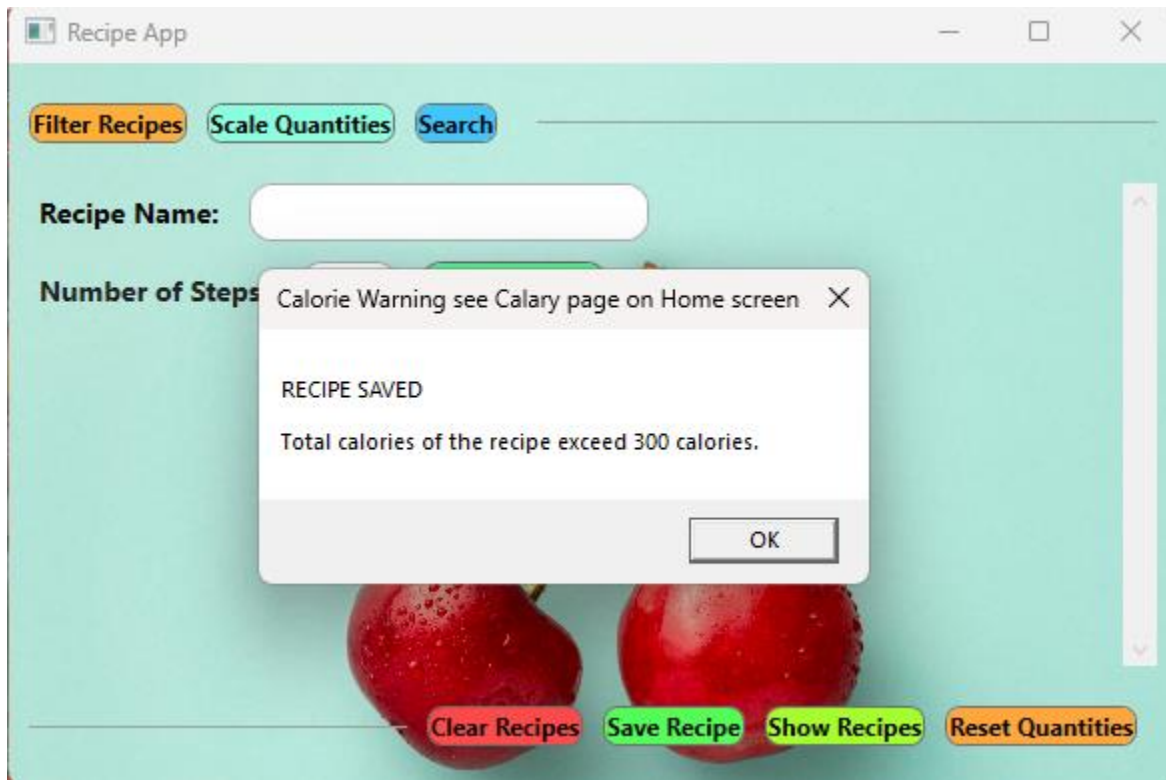 Recipe App
Filter Recipes Scale Quantities Search
Recipe Name:
Number of Steps
Calorie Warning see Calary page on Home screen
RECIPE SAVED
Total calories of the recipe exceed 300 calories.
OK
Clear Recipes Save Recipe Show Recipes Reset Quantities